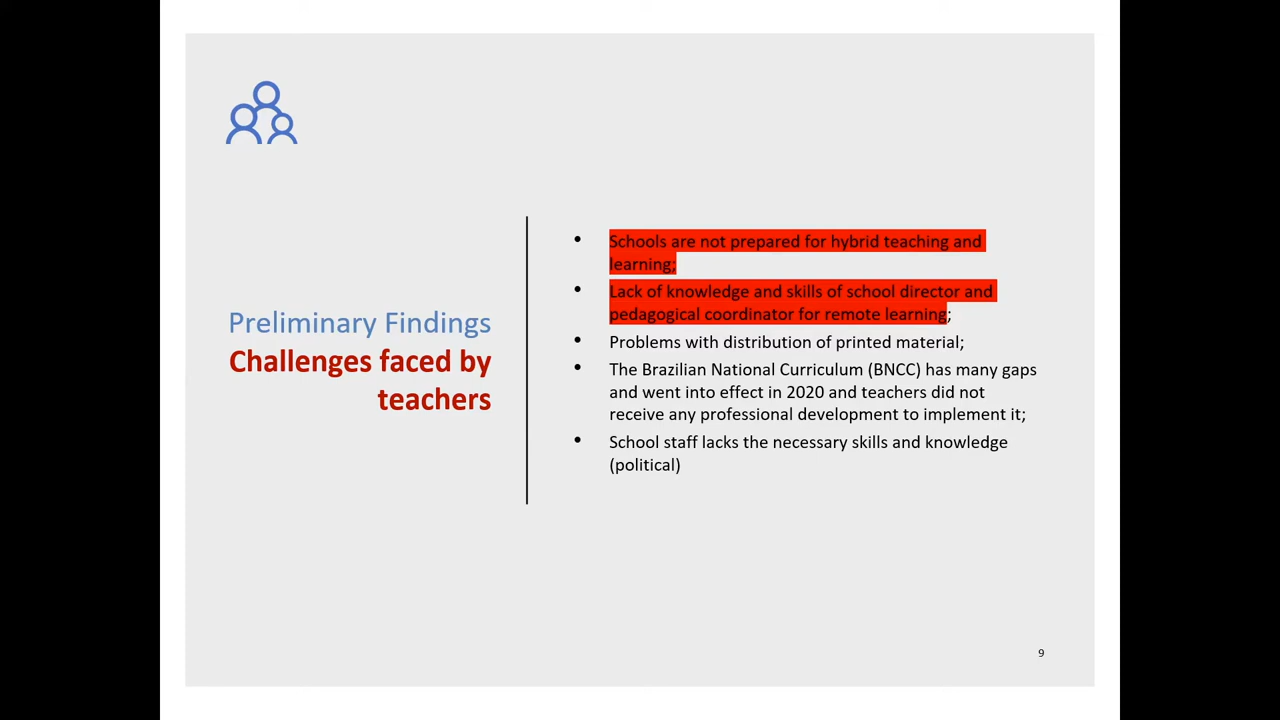 Preliminary Findings
Challenges faced by
teachers
• Schools are not prepared for hybrid teaching and
learning;
• Lack of knowledge and skills of school director and
pedagogical coordinator for remote learning;
• Problems with distribution of printed material;
• The Brazilian National Curriculum (BNCC) has many gaps
and went into effect in 2020 and teachers did not
receive any professional development to implement it;
• School staff lacks the necessary skills and knowledge
(political)
9